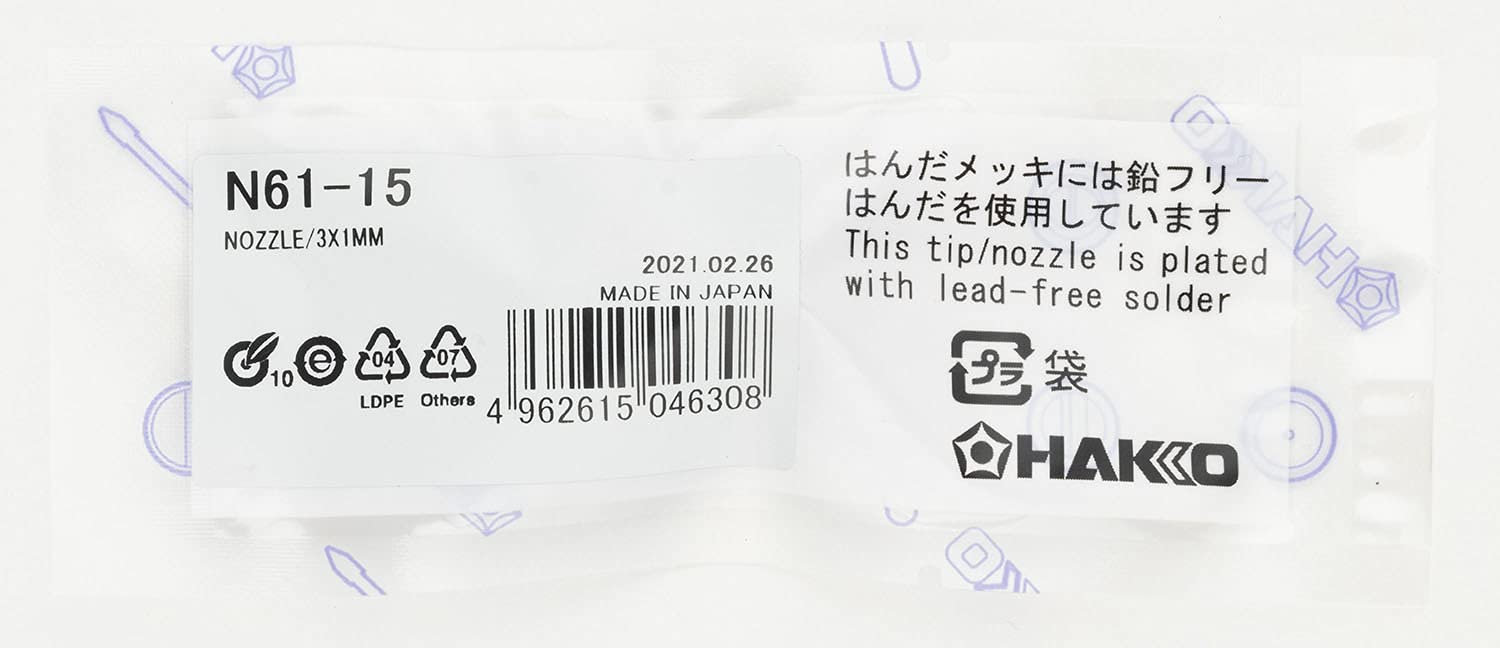 N61-15
NOZZLE/3X1MM
2021.02.26
MADE IN JAPAN
10
e
04
LDPE
07
Others
4 962615 046308
はんだメッキには鉛フリー
はんだを使用しています
This tip/nozzle is plated
with lead-free solder
プラ 袋
HAKKO
HAKKO